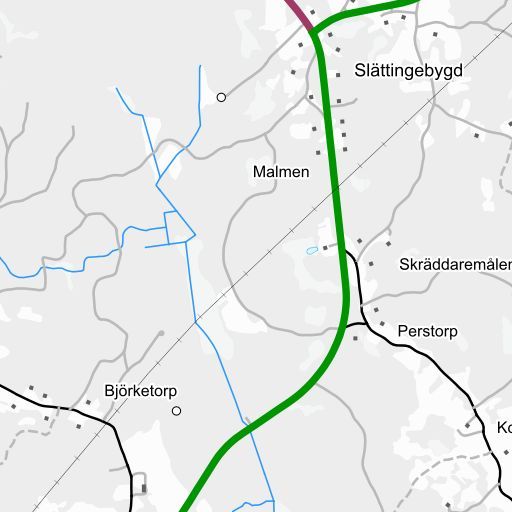 Slättingebygd
Malmen
Skräddaremålen
Perstorp
Björketorp